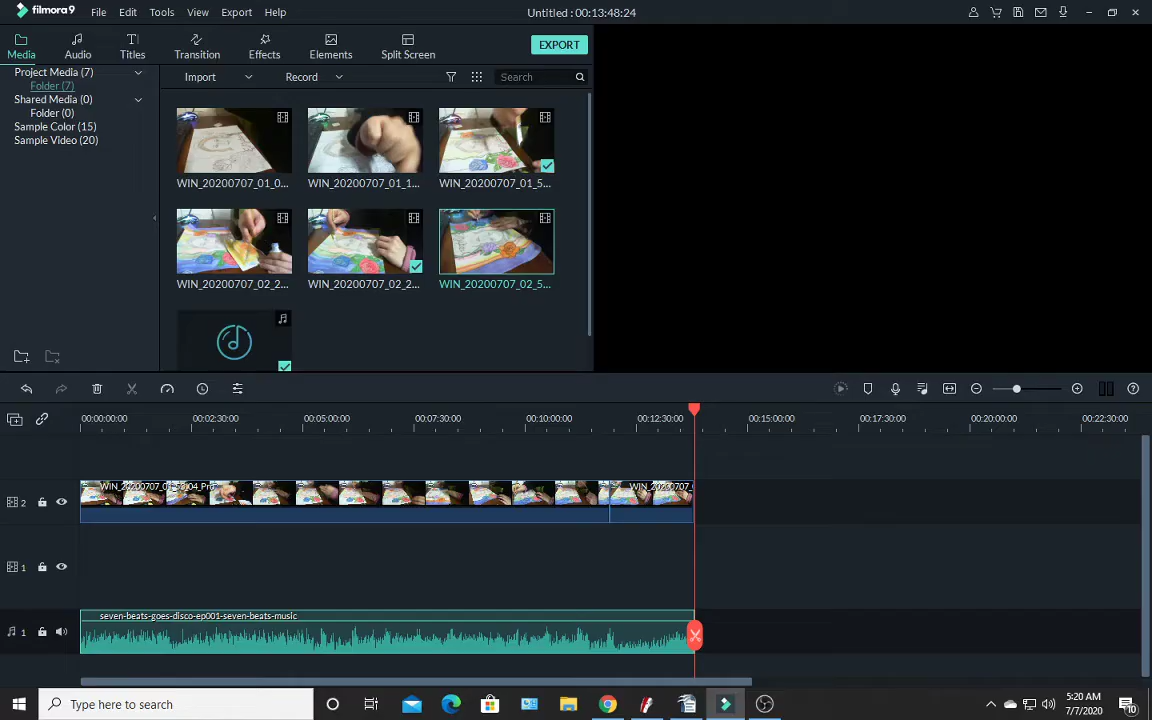 filmora9 File Edit Tools View Export Help Untitled : 00:13:48:24
Media Audio Titles Transition Effects Elements Split Screen EXPORT
Project Media (7)
Folder (7)
Shared Media (0)
Folder (0)
Sample Color (15)
Sample Video (20)
Import Record Search
WIN_20200707_01_0... WIN_20200707_01_1... WIN_20200707_01_5...
WIN_20200707_02_2... WIN_20200707_02_2... WIN_20200707_02_5...
00:00:00:00 00:02:30:00 00:05:00:00 00:07:30:00 00:10:00:00 00:12:30:00 00:15:00:00 00:17:30:00 00:20:00:00 00:22:30:00
2
1
seven-beats-goes-disco-ep001-seven-beats-music
1
Type here to search
5:20 AM
7/7/2020
10